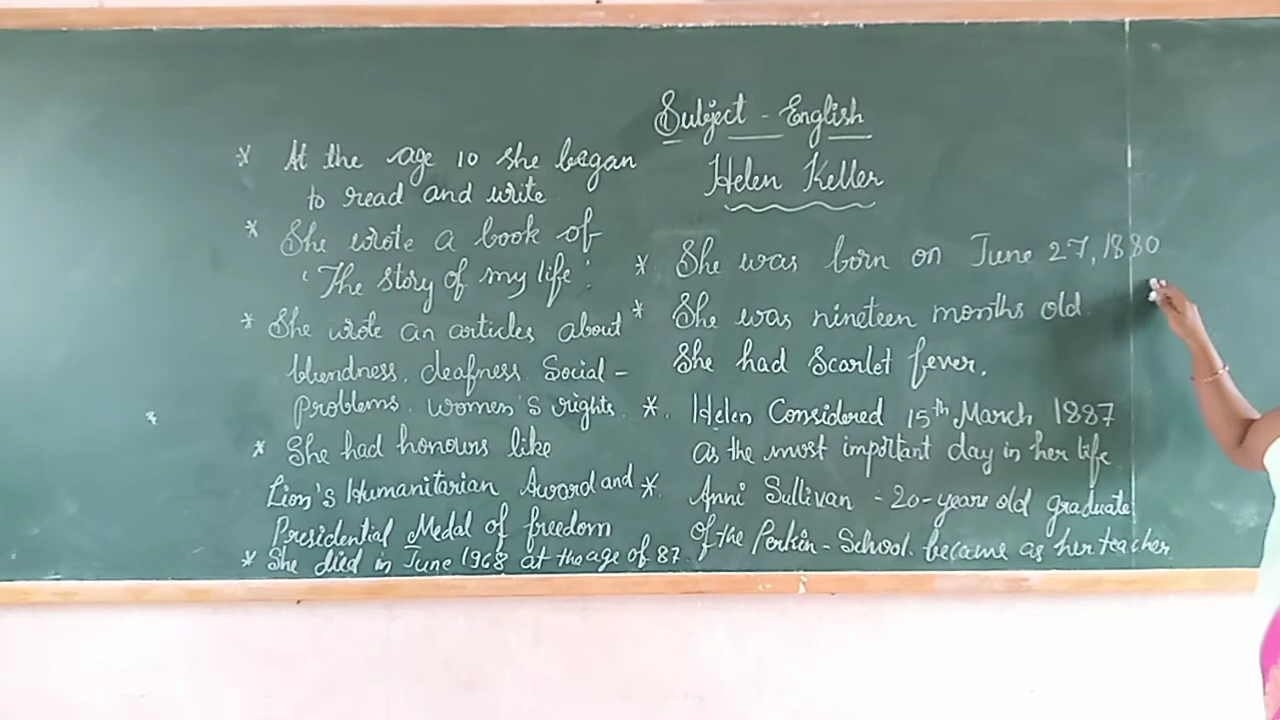 Subject - English
Helen Keller
* She was born on June 27, 1880
* She was nineteen months old
She had Scarlet fever.
*. Helen Considered 15th March 1887
as the most important day in her life
*. Anni Sullivan - 20-years old graduate
of the Perkin - School. became as her teacher
* At the age 10 she began
to read and write
* She wrote a book of
'The story of my life'.
* She wrote an articles about
blindness, deafness, Social -
problems. women's rights.
* She had honours like
Lion's Humanitarian Award and
Presidential Medal of freedom
* She died in June 1968 at the age of 87.
*